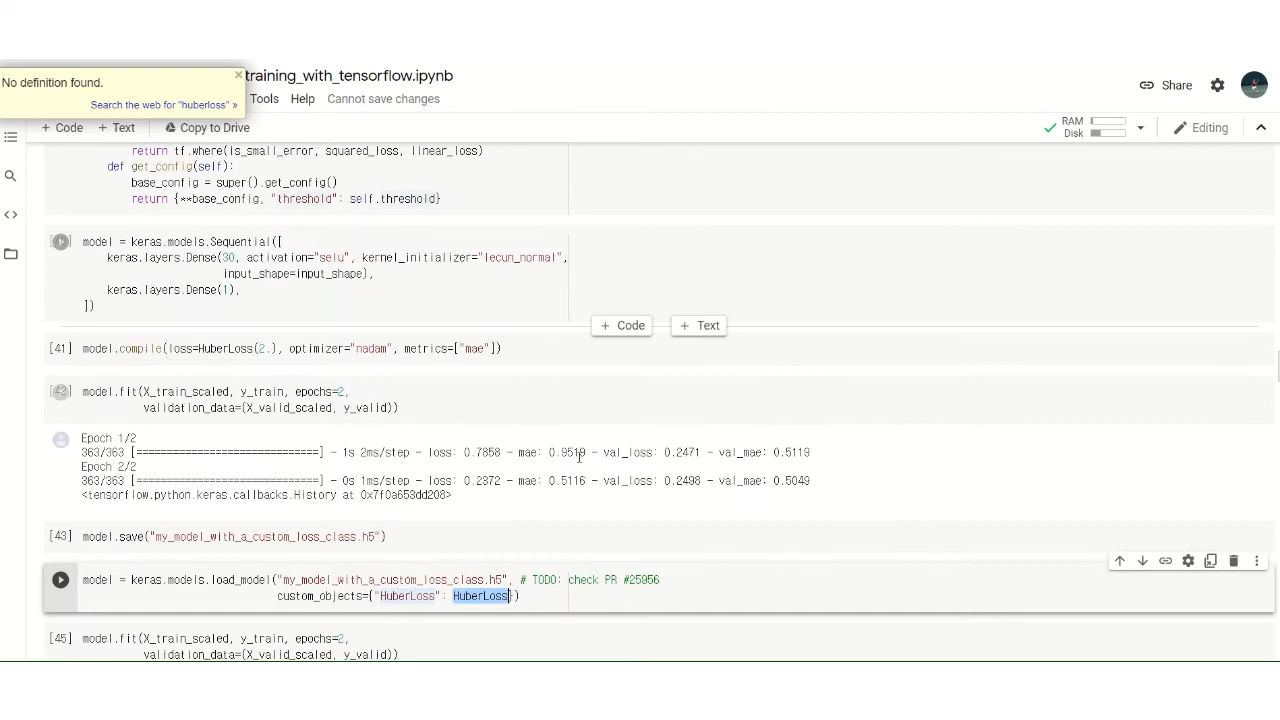 No definition found.
Search the web for "huberloss" »
training_with_tensorflow.ipynb
Tools Help Cannot save changes
Share
+ Code + Text Copy to Drive
RAM
Disk
Editing
return tf.where(is_small_error, squared_loss, linear_loss)
def get_config(self):
base_config = super().get_config()
return {**base_config, "threshold": self.threshold}
model = keras.models.Sequential([
keras.layers.Dense(30, activation="selu", kernel_initializer="lecun_normal",
input_shape=input_shape),
keras.layers.Dense(1),
])
+ Code + Text
[41] model.compile(loss=HuberLoss(2.), optimizer="nadam", metrics=["mae"])
[42] model.fit(X_train_scaled, y_train, epochs=2,
validation_data=(X_valid_scaled, y_valid))
Epoch 1/2
363/363 [==============================] - 1s 2ms/step - loss: 0.7858 - mae: 0.9519 - val_loss: 0.2471 - val_mae: 0.5119
Epoch 2/2
363/363 [==============================] - 0s 1ms/step - loss: 0.2372 - mae: 0.5116 - val_loss: 0.2498 - val_mae: 0.5049
<tensorflow.python.keras.callbacks.History at 0x7f0a653dd208>
[43] model.save("my_model_with_a_custom_loss_class.h5")
model = keras.models.load_model("my_model_with_a_custom_loss_class.h5", # TODO: check PR #25956
custom_objects={"HuberLoss": HuberLoss})
[45] model.fit(X_train_scaled, y_train, epochs=2,
validation_data=(X_valid_scaled, y_valid))